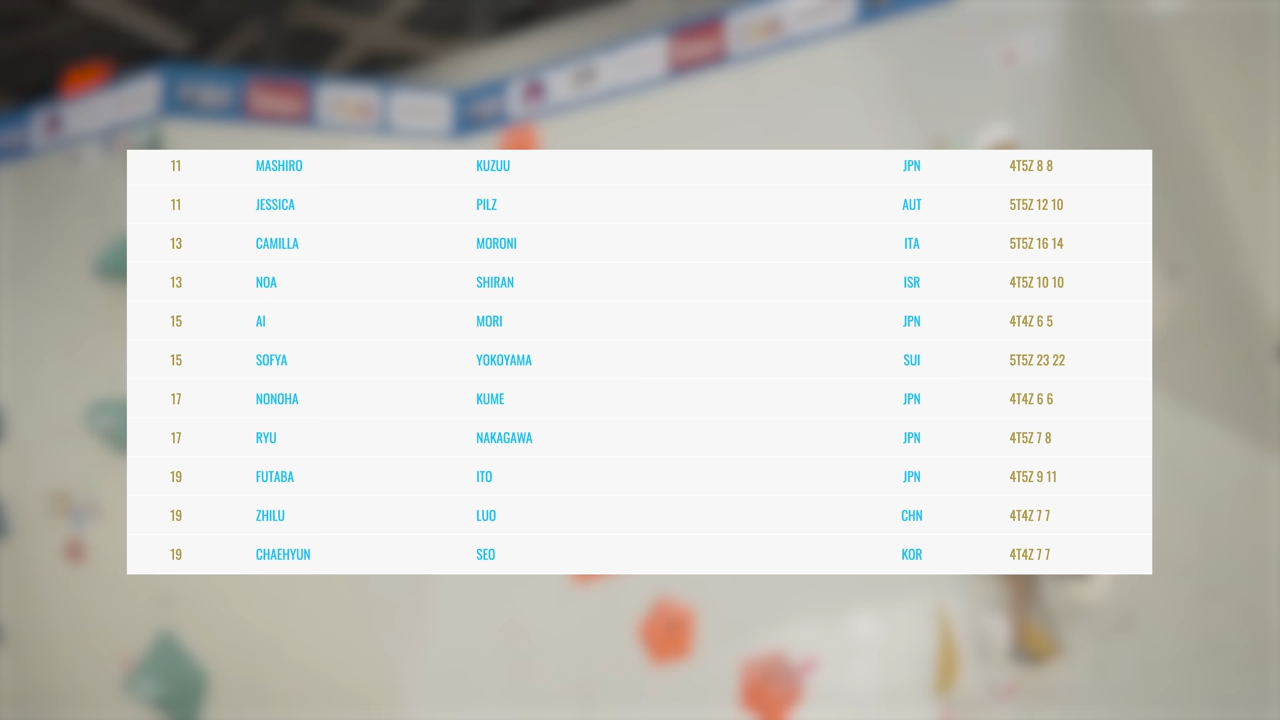 11 MASHIRO KUZUU JPN 4T5Z 8 8
11 JESSICA PILZ AUT 5T5Z 12 10
13 CAMILLA MORONI ITA 5T5Z 16 14
13 NOA SHIRAN ISR 4T5Z 10 10
15 AI MORI JPN 4T4Z 6 5
15 SOFYA YOKOYAMA SUI 5T5Z 23 22
17 NONOHA KUME JPN 4T4Z 6 6
17 RYU NAKAGAWA JPN 4T5Z 7 8
19 FUTABA ITO JPN 4T5Z 9 11
19 ZHILU LUO CHN 4T4Z 7 7
19 CHAEHYUN SEO KOR 4T4Z 7 7